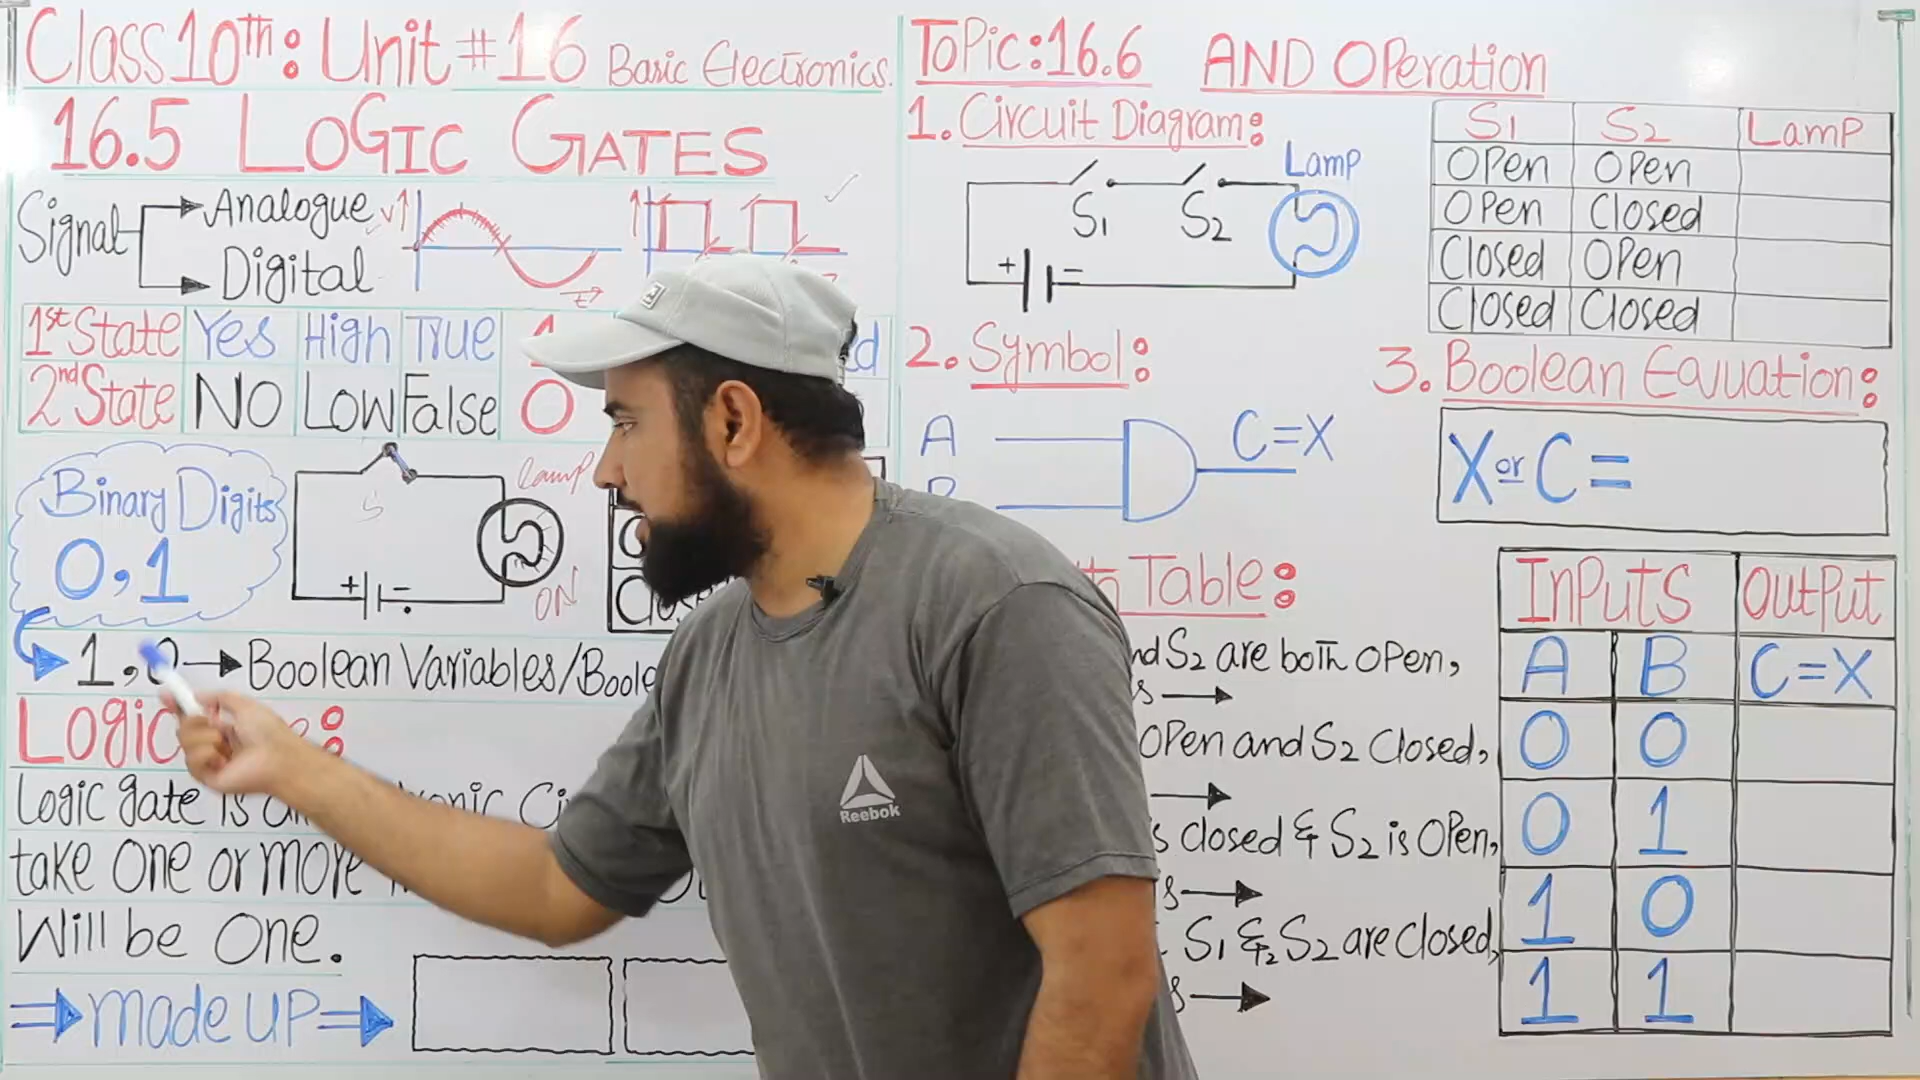 Class 10th: Unit #16 Basic Electronics.
16.5 LOGIC GATES
Signal
Analogue
Digital
V
t
1st State Yes High True 1
2nd State NO Low False 0
Binary Digits
0,1
S
Lamp
ON
+ -
1,0 → Boolean Variables/
Logic
Logic gate is
take one or more
Will be one.
⇒ made UP ⇒
Topic:16.6 AND Operation
1. Circuit Diagram:
Lamp
S1 S2
+ -
S1 S2 Lamp
Open Open
Open Closed
Closed Open
Closed Closed
2. Symbol:
A
C=X
3. Boolean Eauuation:
X or C =
Table:
S2 are both open,
→
open and S2 Closed,
→
closed & S2 is open,
→
S1 & S2 are closed,
→
Inputs Output
A B C=X
0 0
0 1
1 0
1 1
Reebok